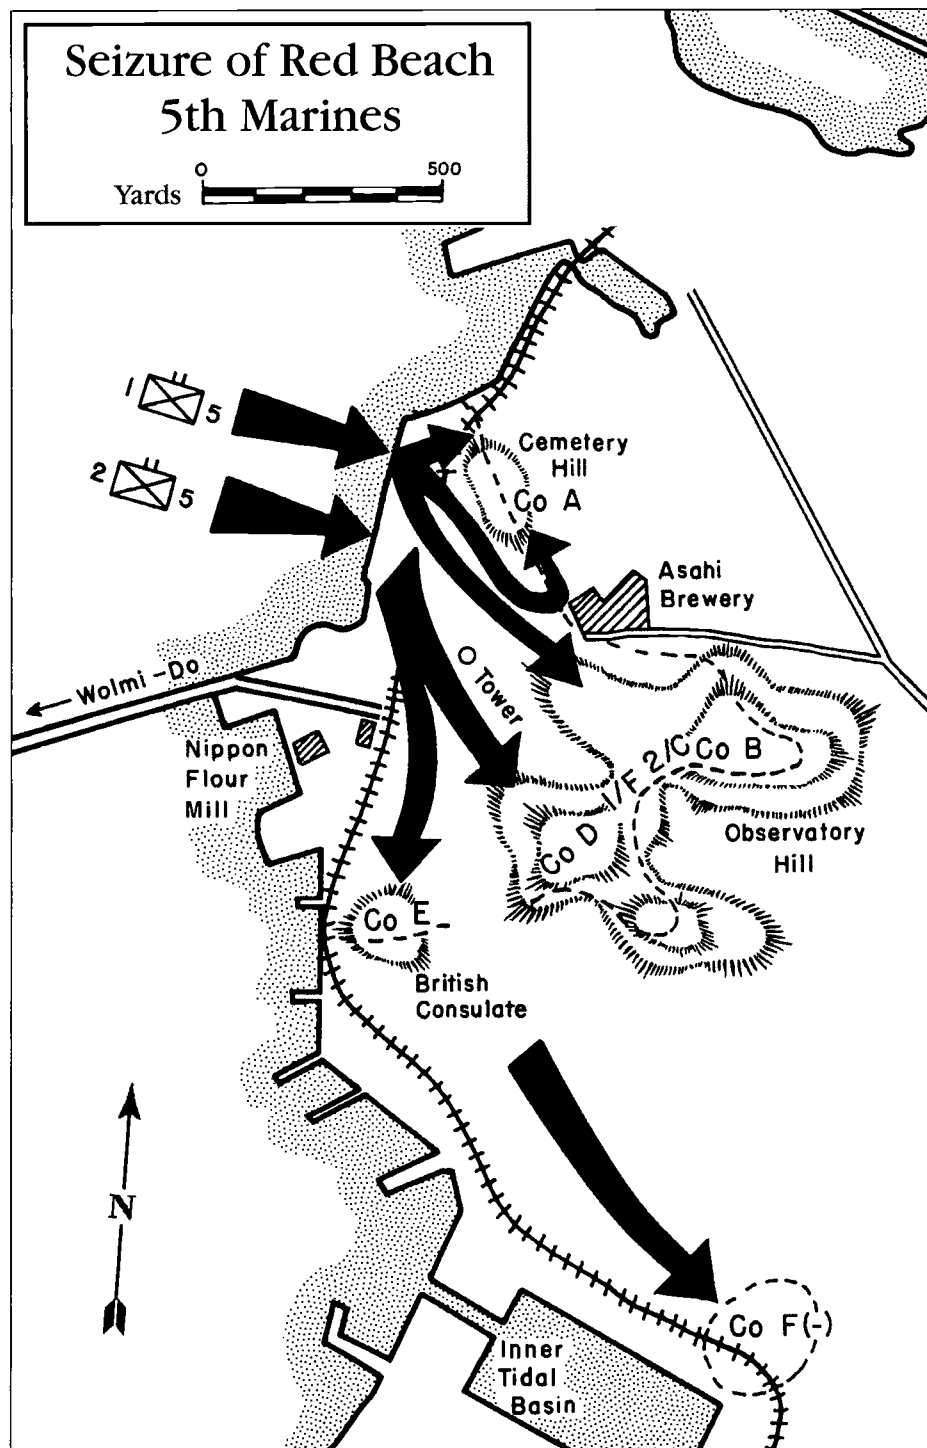 Seizure of Red Beach
5th Marines
0 500
Yards
1 5
2 5
Cemetery
Hill
Co A
Asahi
Brewery
← Wolmi-Do
O Tower
Nippon
Flour
Mill
1/F 2/C Co B
Co D
Observatory
Hill
Co E
British
Consulate
N
Co F(-)
Inner
Tidal
Basin